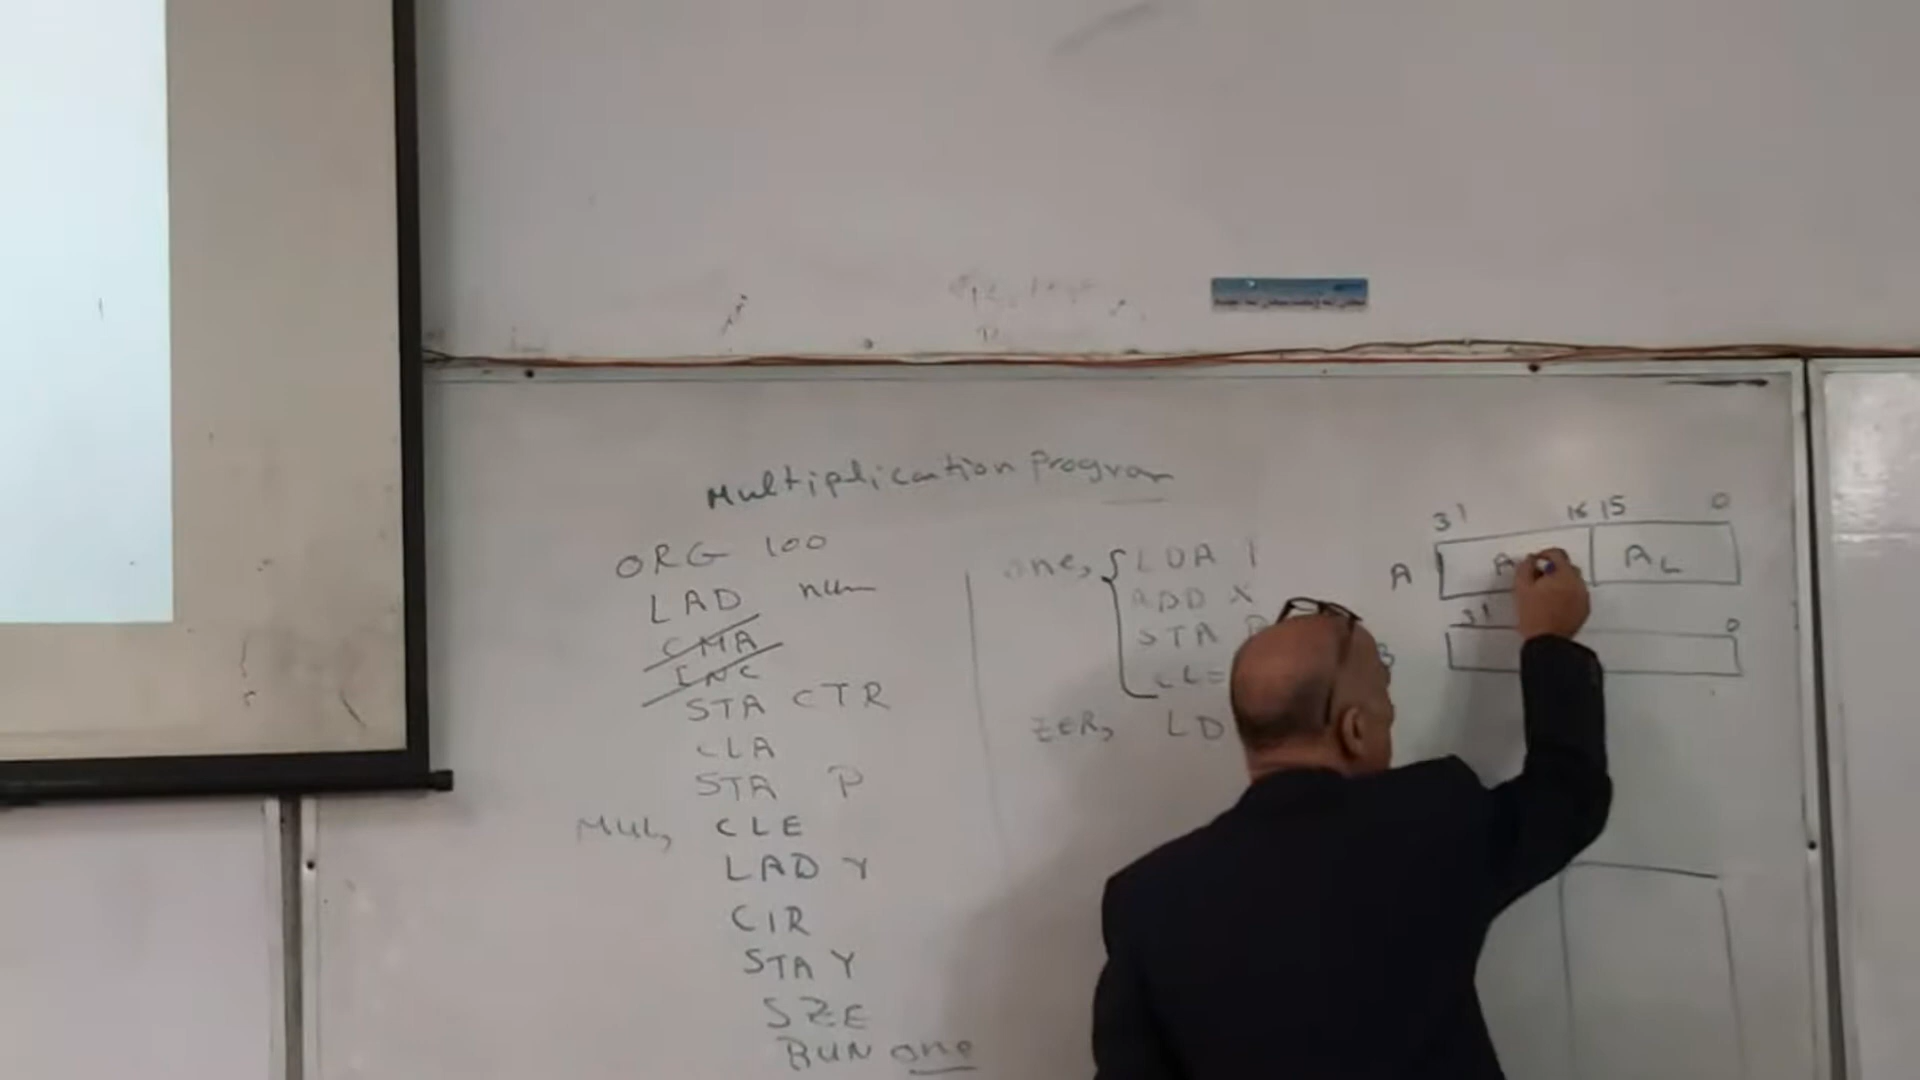 Multiplication Program
ORG 100
LAD num
CMA
INC
STA CTR
CLA
STA P
MUL, CLE
LAD Y
CIR
STA Y
SZE
BUN one
one, LDA
ADD X
STA P
CLE
ZER, LD
31 16 15 0
A A AL
31 0
B